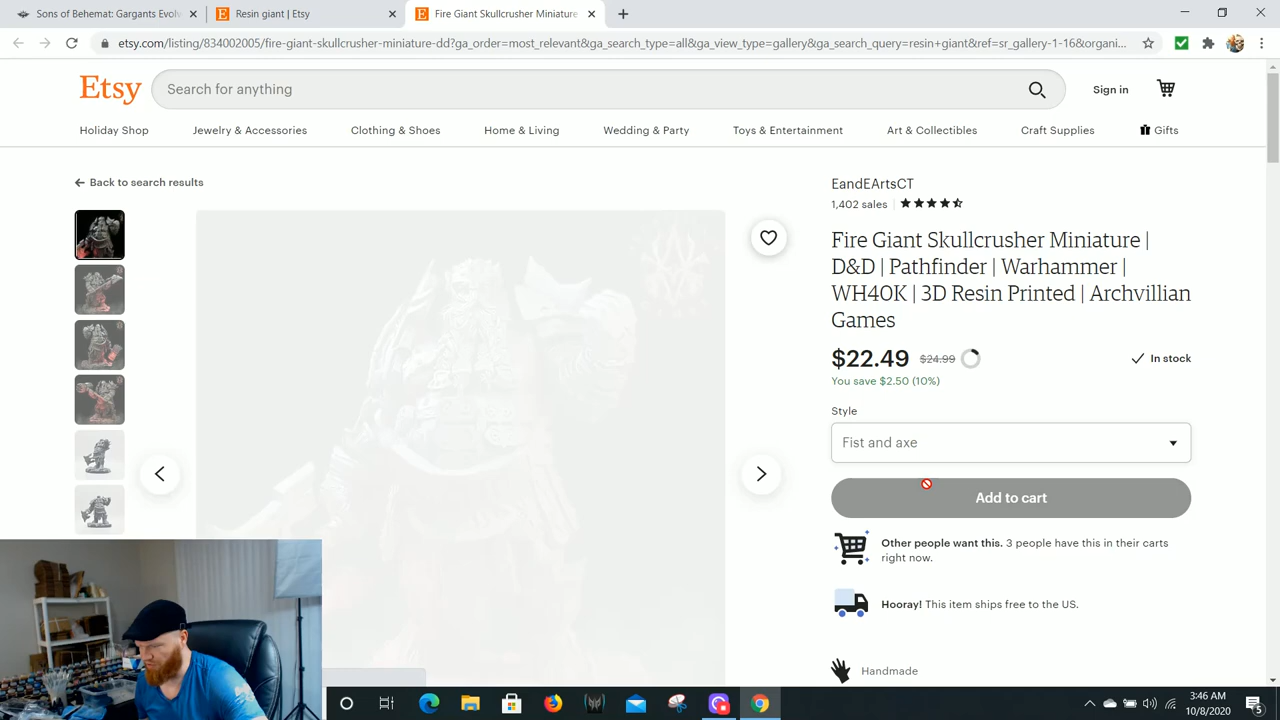 Sons of Behemat: Gargants Evolv
Resin giant | Etsy
Fire Giant Skullcrusher Miniature
etsy.com/listing/834002005/fire-giant-skullcrusher-miniature-dd?ga_order=most_relevant&ga_search_type=all&ga_view_type=gallery&ga_search_query=resin+giant&ref=sr_gallery-1-16&organi...
Etsy
Search for anything
Sign in
Holiday Shop
Jewelry & Accessories
Clothing & Shoes
Home & Living
Wedding & Party
Toys & Entertainment
Art & Collectibles
Craft Supplies
Gifts
Back to search results
EandEArtsCT
1,402 sales
Fire Giant Skullcrusher Miniature |
D&D | Pathfinder | Warhammer |
WH40K | 3D Resin Printed | Archvillian
Games
$22.49 $24.99
In stock
You save $2.50 (10%)
Style
Fist and axe
Add to cart
Other people want this. 3 people have this in their carts
right now.
Hooray! This item ships free to the US.
Handmade
3:46 AM
10/8/2020
5